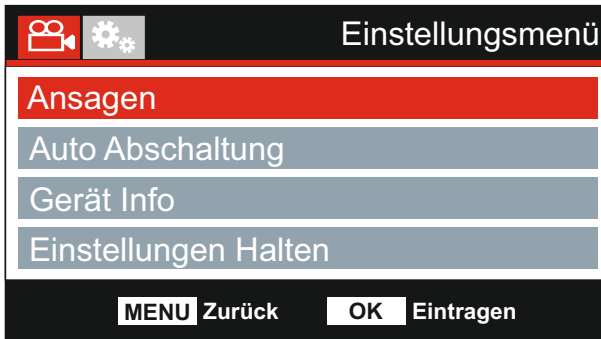 Einstellungsmenü
Ansagen
Auto Abschaltung
Gerät Info
Einstellungen Halten
MENU Zurück OK Eintragen